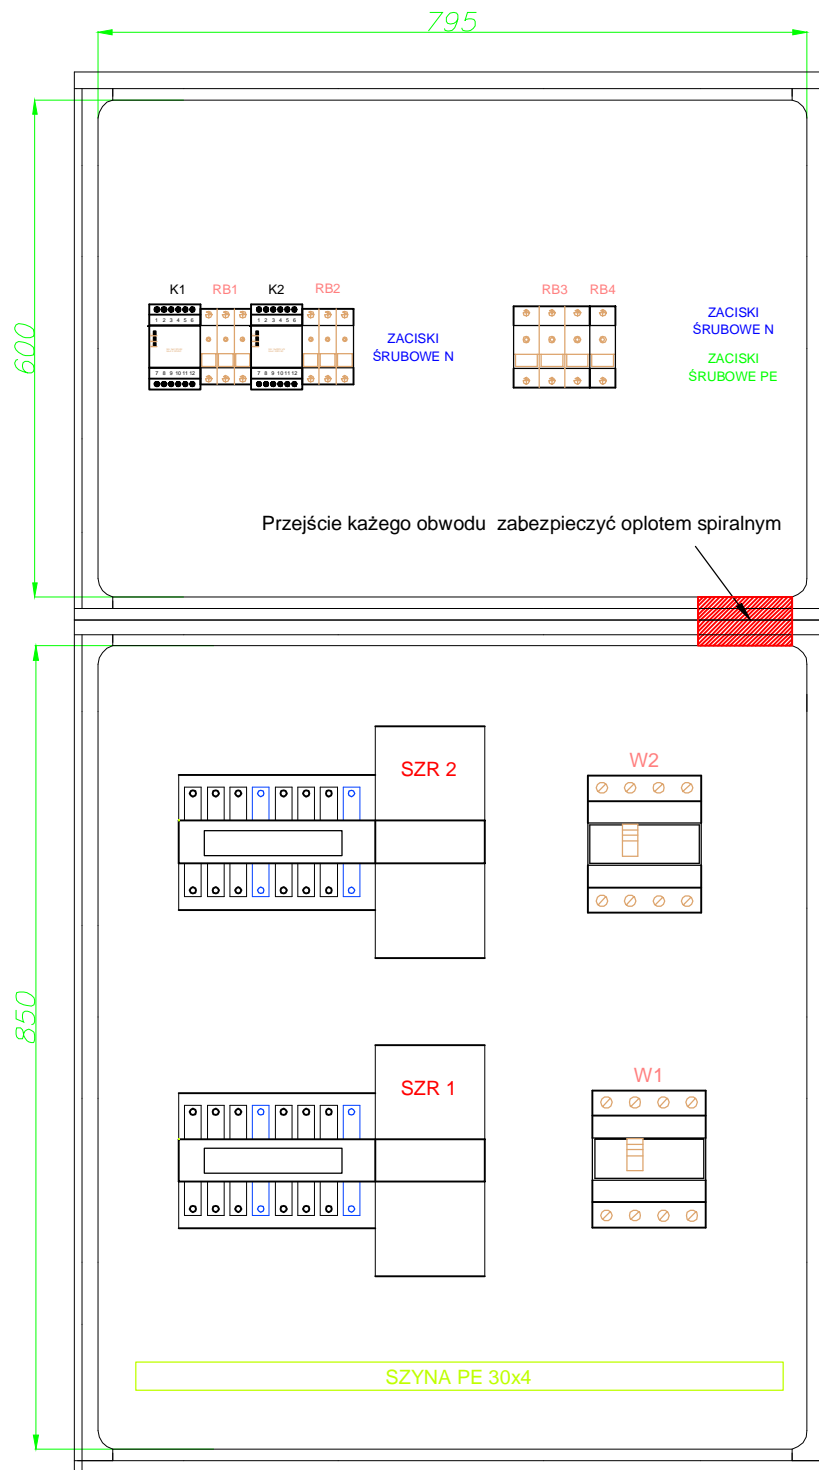 795
600
K1
RB1
K2
RB2
RB3
RB4
1 2 3 4 5 6
1 2 3 4 5 6
7 8 9 10 11 12
7 8 9 10 11 12
ZACISKI
ŚRUBOWE N
ZACISKI
ŚRUBOWE N
ZACISKI
ŚRUBOWE PE
Przejście każego obwodu zabezpieczyć oplotem spiralnym
850
SZR 2
W2
SZR 1
W1
SZYNA PE 30x4